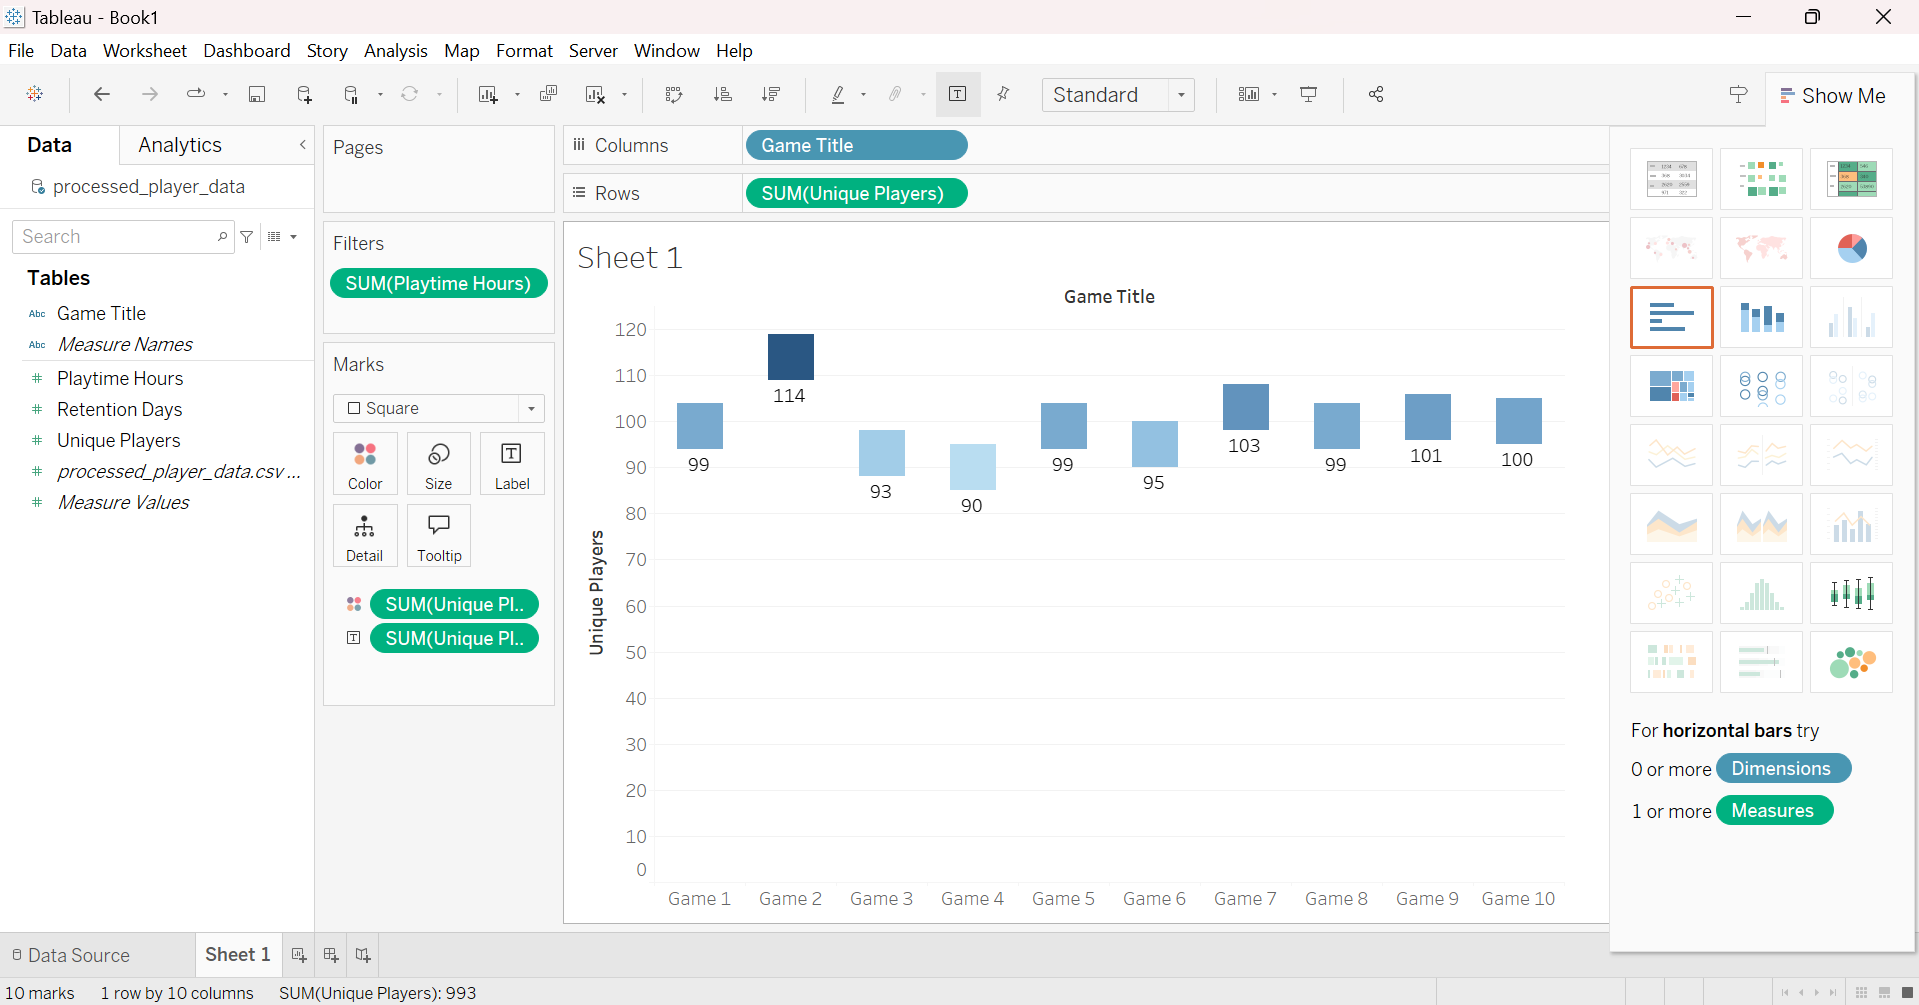 Tableau - Book1
File Data Worksheet Dashboard Story Analysis Map Format Server Window Help
Standard
Show Me
Data
Analytics
processed_player_data
Search
Tables
Abc Game Title
Abc Measure Names
# Playtime Hours
# Retention Days
# Unique Players
# processed_player_data.csv ...
# Measure Values
Pages
Filters
SUM(Playtime Hours)
Marks
Square
Color
Size
Label
Detail
Tooltip
SUM(Unique Pl..
SUM(Unique Pl..
Columns
Game Title
Rows
SUM(Unique Players)
Sheet 1
Game Title
Unique Players
120
110
100
90
80
70
60
50
40
30
20
10
0
99
114
93
90
99
95
103
99
101
100
Game 1
Game 2
Game 3
Game 4
Game 5
Game 6
Game 7
Game 8
Game 9
Game 10
For horizontal bars try
0 or more Dimensions
1 or more Measures
Data Source
Sheet 1
10 marks
1 row by 10 columns
SUM(Unique Players): 993